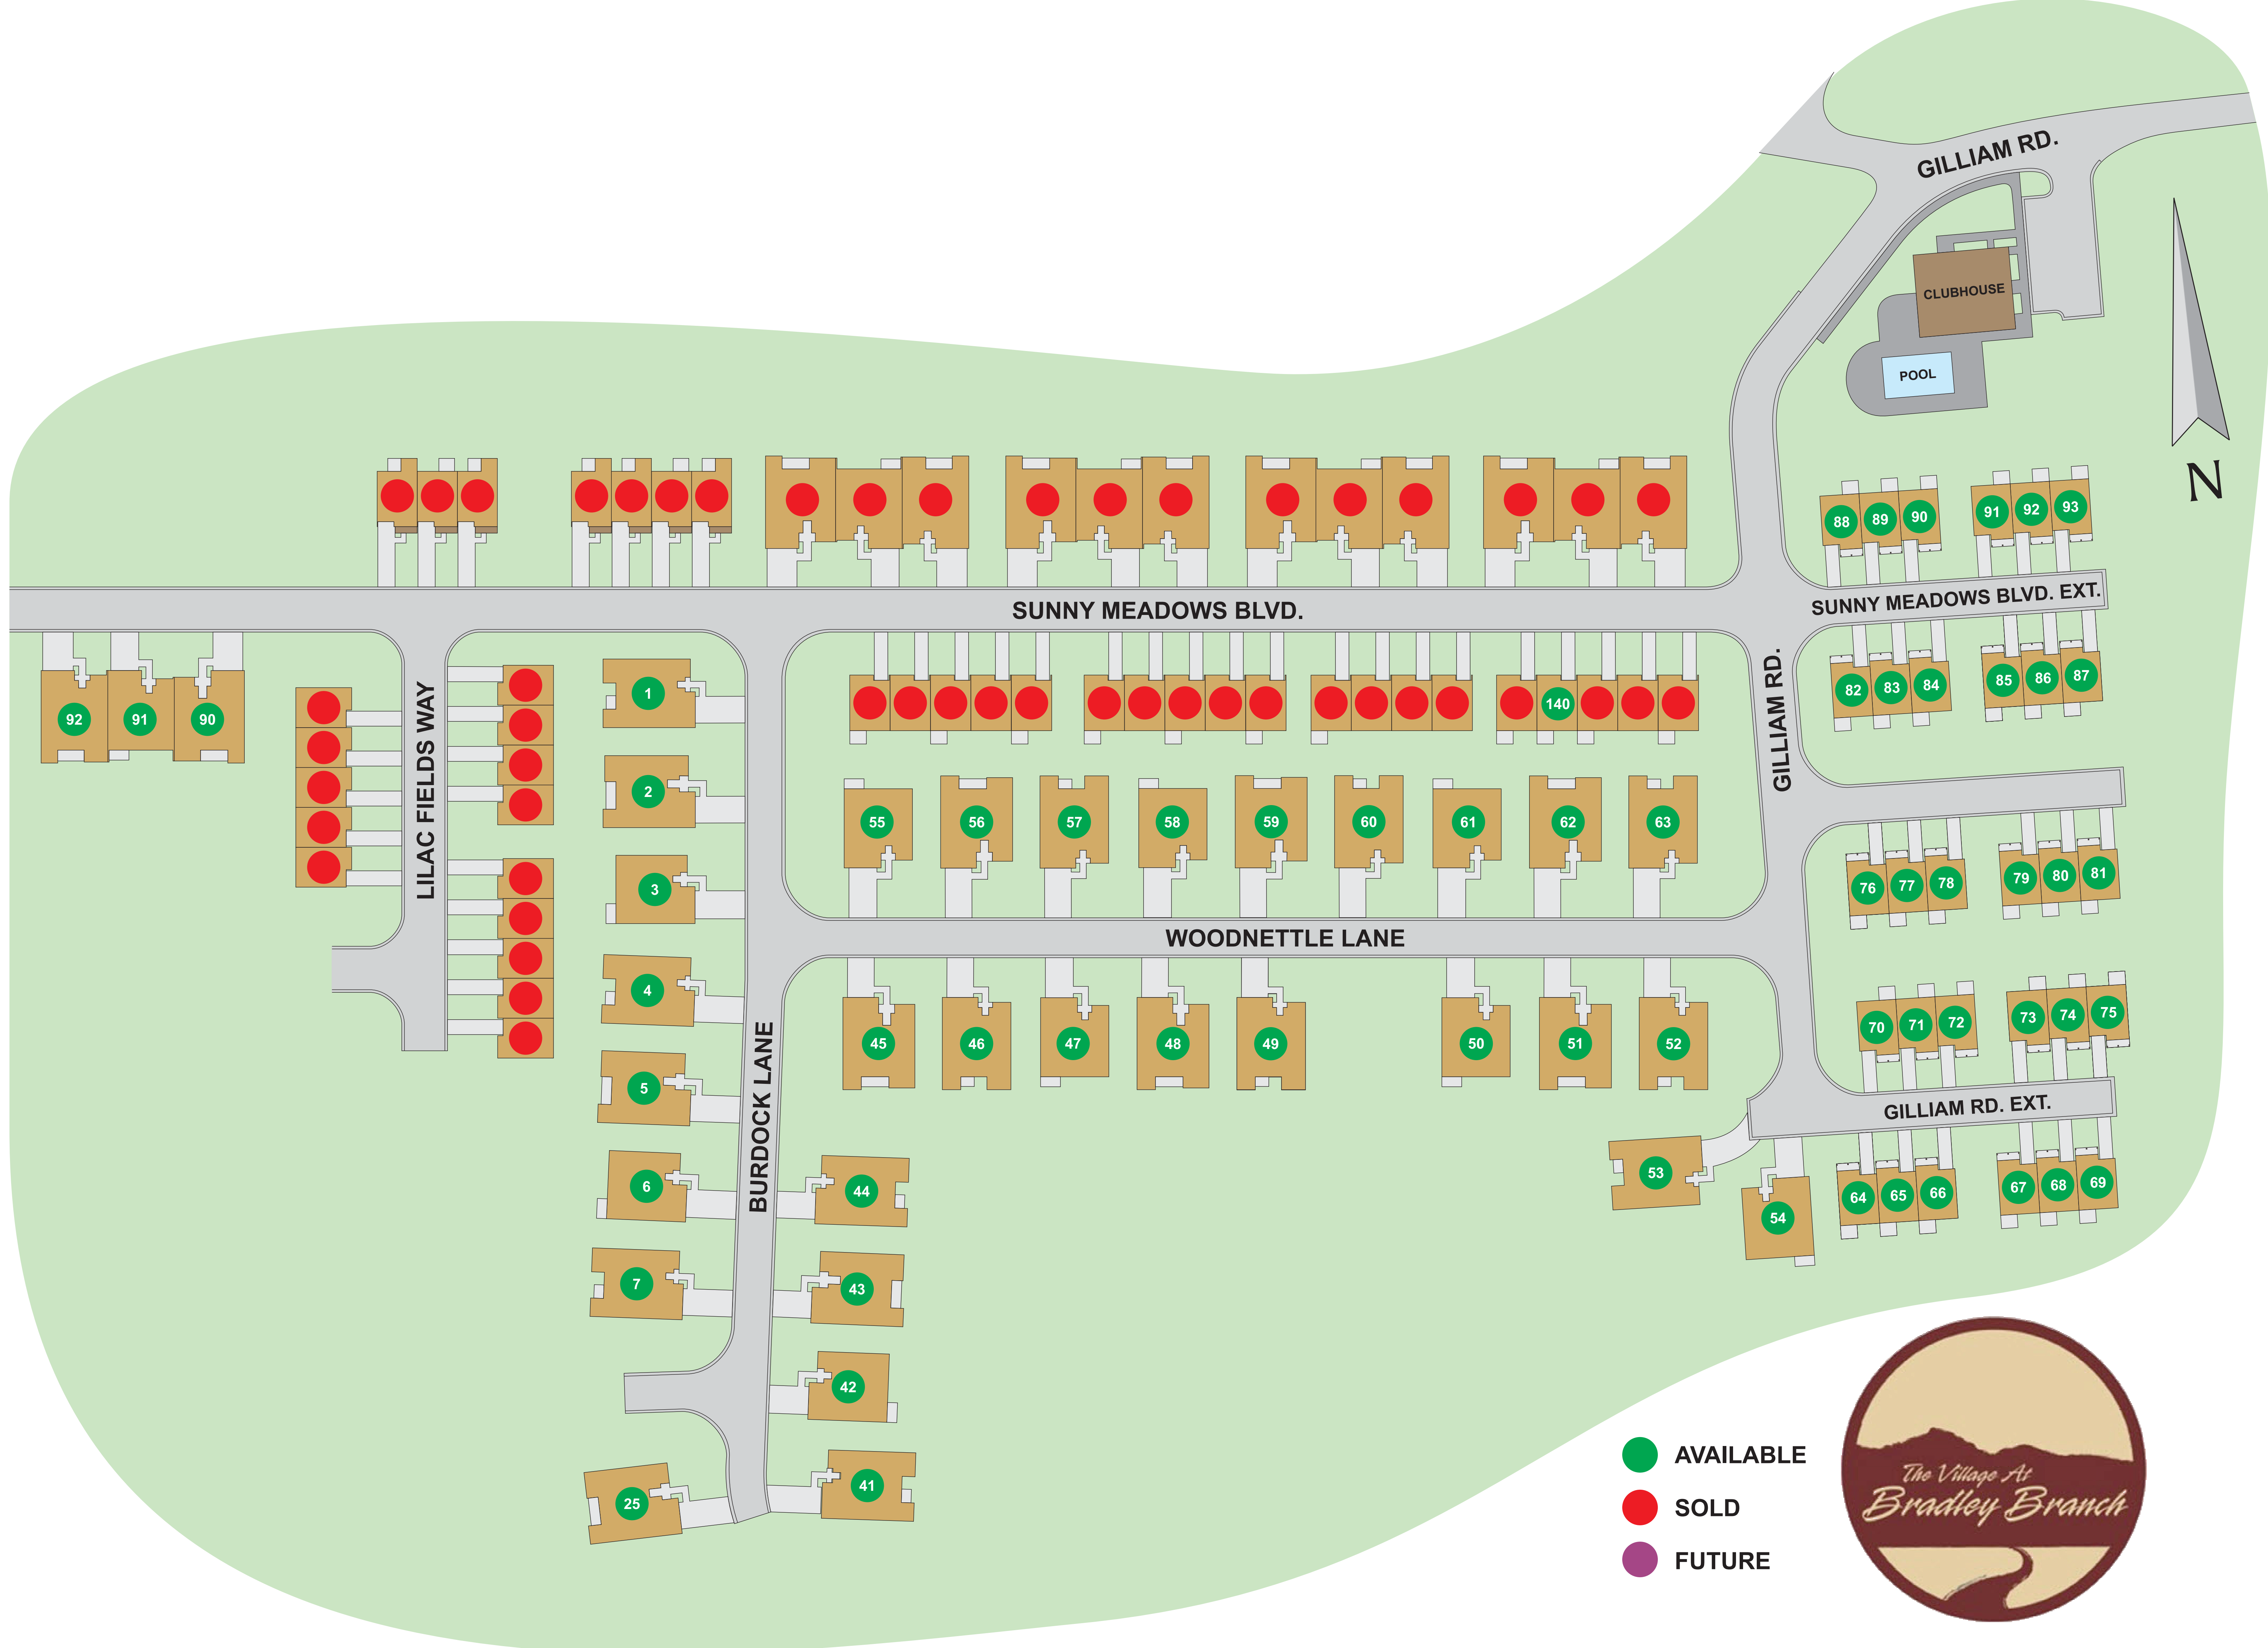 GILLIAM RD.
CLUBHOUSE
POOL
N
88 89 90 91 92 93
SUNNY MEADOWS BLVD. EXT.
SUNNY MEADOWS BLVD.
82 83 84 85 86 87
GILLIAM RD.
92 91 90
LILAC FIELDS WAY
1
2
3
4
5
6
7
25
140
55 56 57 58 59 60 61 62 63
WOODNETTLE LANE
76 77 78 79 80 81
45 46 47 48 49 50 51 52
70 71 72 73 74 75
BURDOCK LANE
GILLIAM RD. EXT.
44
43
42
41
53
54
64 65 66 67 68 69
AVAILABLE
SOLD
FUTURE
The Village At
Bradley Branch